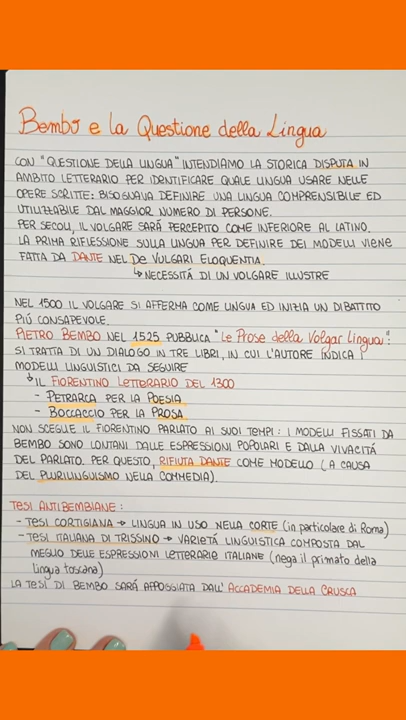 Bembo e la Questione della Lingua
CON "QUESTIONE DELLA LINGUA" INTENDIAMO LA STORICA DISPUTA IN
AMBITO LETTERARIO PER IDENTIFICARE QUALE LINGUA USARE NELLE
OPERE SCRITTE: BISOGNAVA DEFINIRE UNA LINGUA COMPRENSIBILE ED
UTILIZZABILE DAL MAGGIOR NUMERO DI PERSONE.
PER SECOLI, IL VOLGARE SARÁ PERCEPITO COME INFERIORE AL LATINO.
LA PRIMA RIFLESSIONE SULLA LINGUA PER DEFINIRE DEI MODELLI VIENE
FATTA DA DANTE NEL De VULGARI ELOQUENTIA.
↳ NECESSITÁ DI UN VOLGARE ILLUSTRE
NEL 1500 IL VOLGARE SI AFFERMA COME LINGUA ED INIZIA UN DIBATTITO
PIÚ CONSAPEVOLE.
PIETRO BEMBO NEL 1525 PUBBLICA "Le Prose della Volgar Lingua":
SI TRATTA DI UN DIALOGO IN TRE LIBRI, IN CUI L'AUTORE INDICA I
MODELLI LINGUISTICI DA SEGUIRE
↳ IL FIORENTINO LETTERARIO DEL 1300
- PETRARCA PER LA POESIA
- BOCCACCIO PER LA PROSA
NON SCEGLIE IL FIORENTINO PARLATO AI SUOI TEMPI: I MODELLI FISSATI DA
BEMBO SONO LONTANI DALLE ESPRESSIONI POPOLARI E DALLA VIVACITÁ
DEL PARLATO. PER QUESTO, RIFIUTA DANTE COME MODELLO (A CAUSA
DEL PLURILINGUISMO NELLA COMMEDIA).
TESI ANTIBEMBIANE:
- TESI CORTIGIANA → LINGUA IN USO NELLA CORTE (in particolare di Roma)
- TESI ITALIANA DI TRISSINO → VARIETÁ LINGUISTICA COMPOSTA DAL
MEGLIO DELLE ESPRESSIONI LETTERARIE ITALIANE (nega il primato della
lingua toscana)
LA TESI DI BEMBO SARÁ APPOGGIATA DALL'ACCADEMIA DELLA CRUSCA